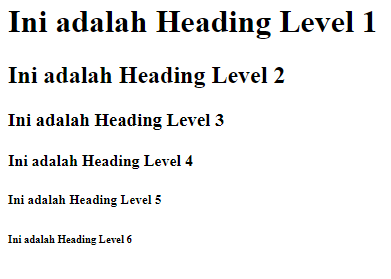 Ini adalah Heading Level 1
Ini adalah Heading Level 2
Ini adalah Heading Level 3
Ini adalah Heading Level 4
Ini adalah Heading Level 5
Ini adalah Heading Level 6